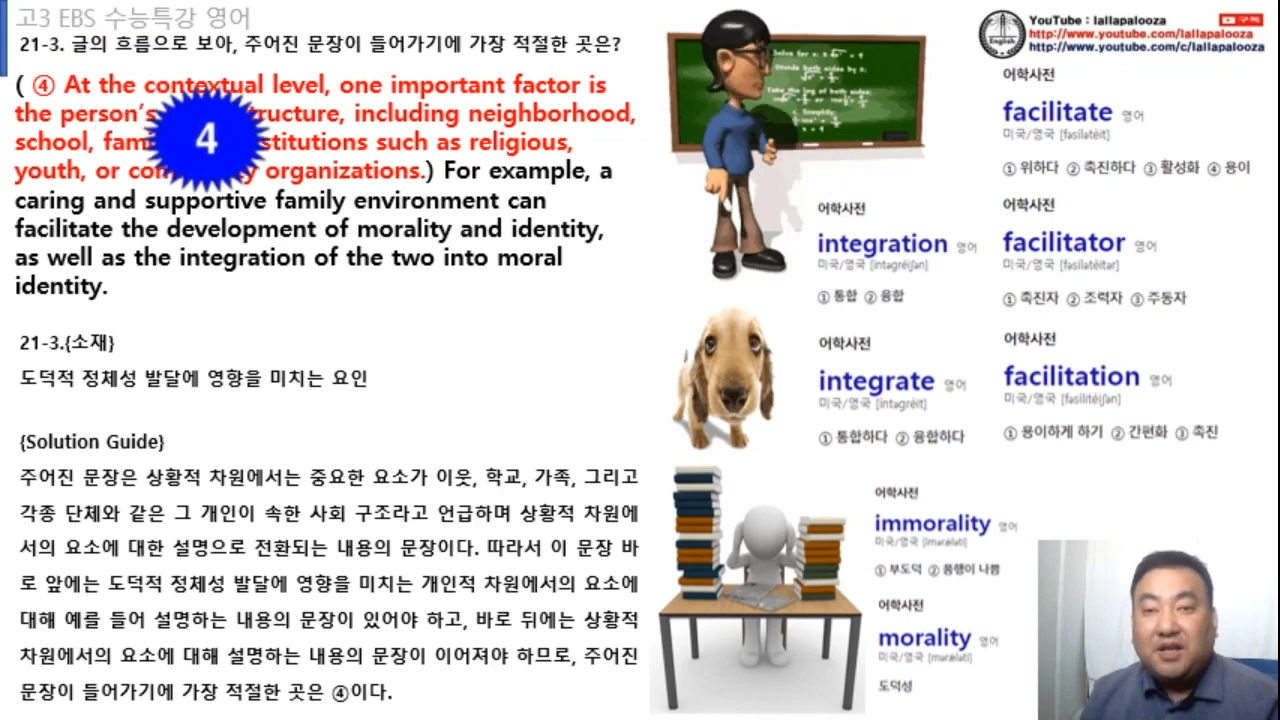 고3 EBS 수능특강 영어
21-3. 글의 흐름으로 보아, 주어진 문장이 들어가기에 가장 적절한 곳은?
( ④ At the contextual level, one important factor is
the person's ructure, including neighborhood,
school, fam stitutions such as religious,
youth, or com y organizations.) For example, a
caring and supportive family environment can
facilitate the development of morality and identity,
as well as the integration of the two into moral
identity.
4
21-3.{소재}
도덕적 정체성 발달에 영향을 미치는 요인
{Solution Guide}
주어진 문장은 상황적 차원에서는 중요한 요소가 이웃, 학교, 가족, 그리고
각종 단체와 같은 그 개인이 속한 사회 구조라고 언급하며 상황적 차원에
서의 요소에 대한 설명으로 전환되는 내용의 문장이다. 따라서 이 문장 바
로 앞에는 도덕적 정체성 발달에 영향을 미치는 개인적 차원에서의 요소에
대해 예를 들어 설명하는 내용의 문장이 있어야 하고, 바로 뒤에는 상황적
차원에서의 요소에 대해 설명하는 내용의 문장이 이어져야 하므로, 주어진
문장이 들어가기에 가장 적절한 곳은 ④이다.
어학사전
integration 영어
미국/영국 [intəgréiʃən]
① 통합 ② 융합
어학사전
integrate 영어
미국/영국 [íntəgrèit]
① 통합하다 ② 융합하다
English
YouTube : lallapalooza
구독
http://www.youtube.com/lallapalooza
http://www.youtube.com/c/lallapalooza
어학사전
facilitate 영어
미국/영국 [fəsílətèit]
① 위하다 ② 촉진하다 ③ 활성화 ④ 용이
어학사전
facilitator 영어
미국/영국 [fəsílətèitər]
① 촉진자 ② 조력자 ③ 주동자
어학사전
facilitation 영어
미국/영국 [fəsìlitéiʃən]
① 용이하게 하기 ② 간편화 ③ 촉진
어학사전
immorality 영어
미국/영국
① 부도덕 ② 품행이 나쁨
어학사전
morality 영어
미국/영국
도덕성